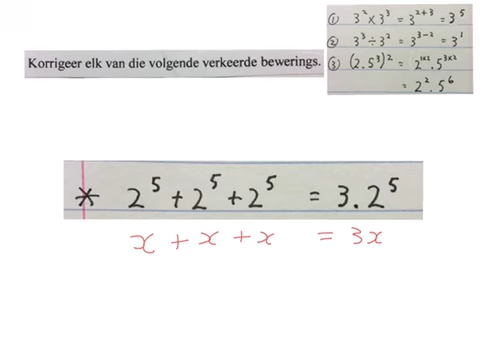 Korrigeer elk van die volgende verkeerde bewerings.
① 3² × 3³ = 3²⁺³ = 3⁵
② 3³ ÷ 3² = 3³⁻² = 3¹
③ (2.5³)² = 2¹ˣ².5³ˣ²
= 2².5⁶
* 2⁵ + 2⁵ + 2⁵ = 3.2⁵
x + x + x = 3x